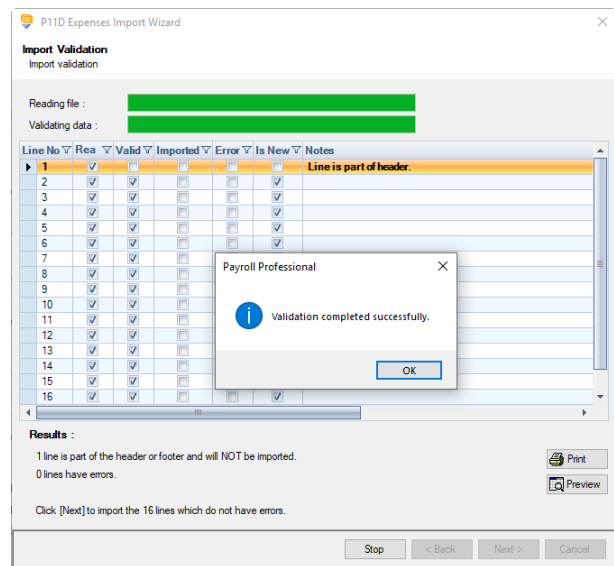 P11D Expenses Import Wizard
Import Validation
Import validation
Reading file :
Validating data :
Line No Rea Valid Imported Error Is New Notes
1 Line is part of header.
2
3
4
5
6
7
8
9
10
11
12
13
14
15
16
Payroll Professional
Validation completed successfully.
OK
Results :
1 line is part of the header or footer and will NOT be imported.
0 lines have errors.
Click [Next] to import the 16 lines which do not have errors.
Print
Preview
Stop < Back Next > Cancel